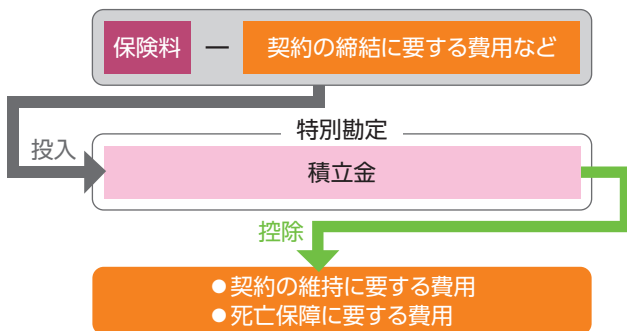 保険料 ー 契約の締結に要する費用など
特別勘定
投入
積立金
控除
●契約の維持に要する費用
●死亡保障に要する費用